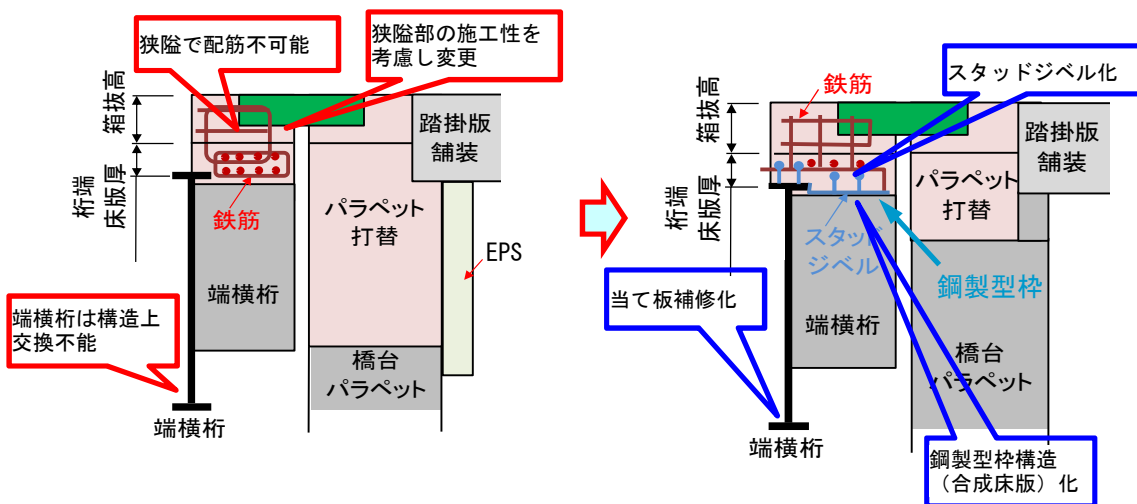 狭隘で配筋不可能
狭隘部の施工性を
考慮し変更
箱抜高
桁端
床版厚
鉄筋
踏掛版
舗装
パラペット
打替
EPS
端横桁
端横桁は構造上
交換不能
橋台
パラペット
端横桁
スタッドジベル化
鉄筋
箱抜高
桁端
床版厚
踏掛版
舗装
パラペット
打替
スタッド
ジベル
鋼製型枠
当て板補修化
端横桁
橋台
パラペット
端横桁
鋼製型枠構造
（合成床版）化